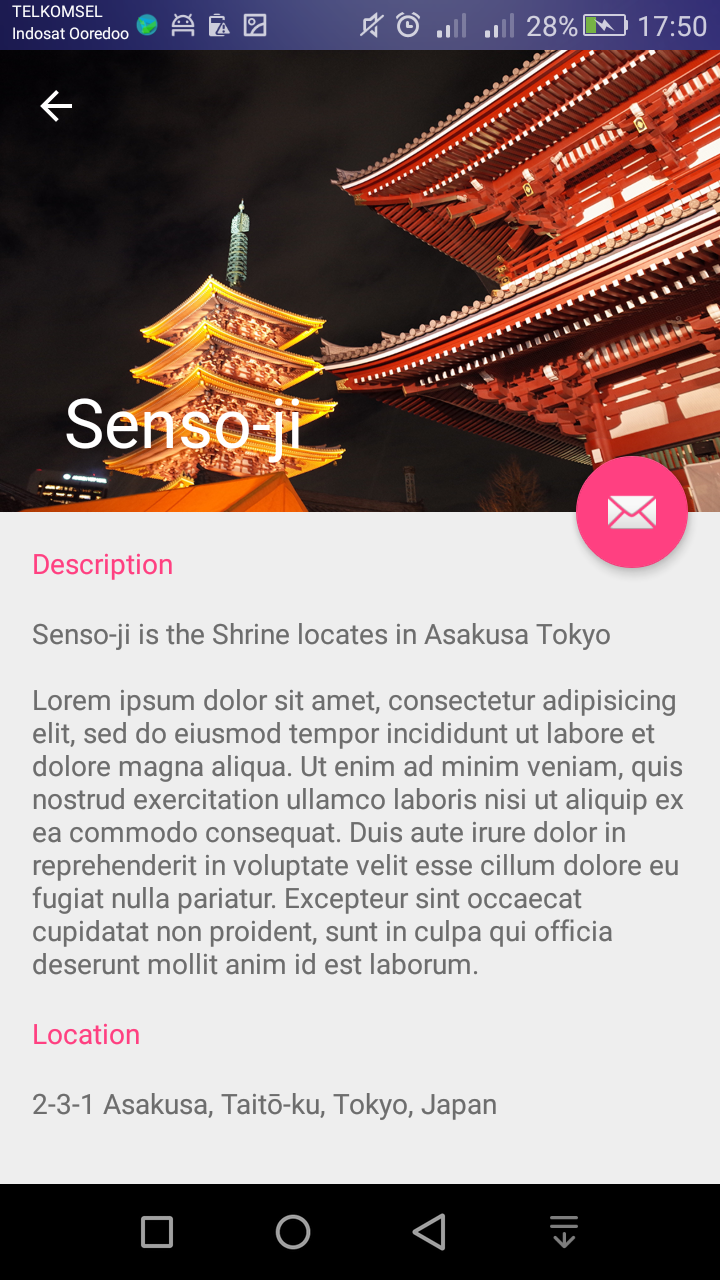 TELKOMSEL
Indosat Ooredoo
28%
17:50
Senso-ji
Description
Senso-ji is the Shrine locates in Asakusa Tokyo
Lorem ipsum dolor sit amet, consectetur adipisicing
elit, sed do eiusmod tempor incididunt ut labore et
dolore magna aliqua. Ut enim ad minim veniam, quis
nostrud exercitation ullamco laboris nisi ut aliquip ex
ea commodo consequat. Duis aute irure dolor in
reprehenderit in voluptate velit esse cillum dolore eu
fugiat nulla pariatur. Excepteur sint occaecat
cupidatat non proident, sunt in culpa qui officia
deserunt mollit anim id est laborum.
Location
2-3-1 Asakusa, Taitō-ku, Tokyo, Japan